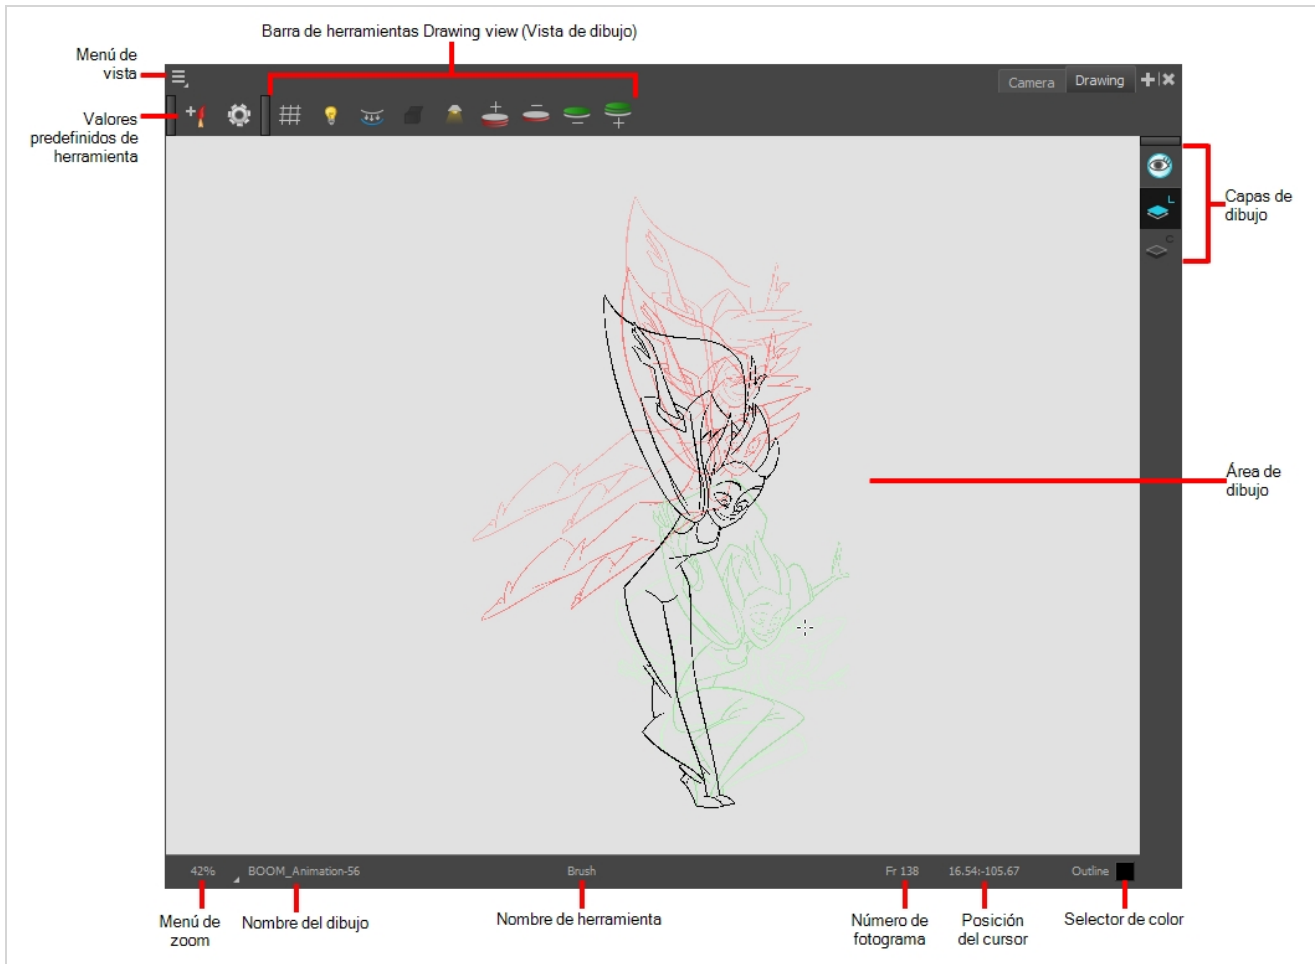 Barra de herramientas Drawing view (Vista de dibujo)
Menú de
vista
Camera
Drawing
Valores
predefinidos de
herramienta
L
C
Capas de
dibujo
Área de
dibujo
42%
BOOM_Animation-56
Brush
Fr 138
16.54:-105.67
Outline
Menú de
zoom
Nombre del dibujo
Nombre de herramienta
Número de
fotograma
Posición
del cursor
Selector de color